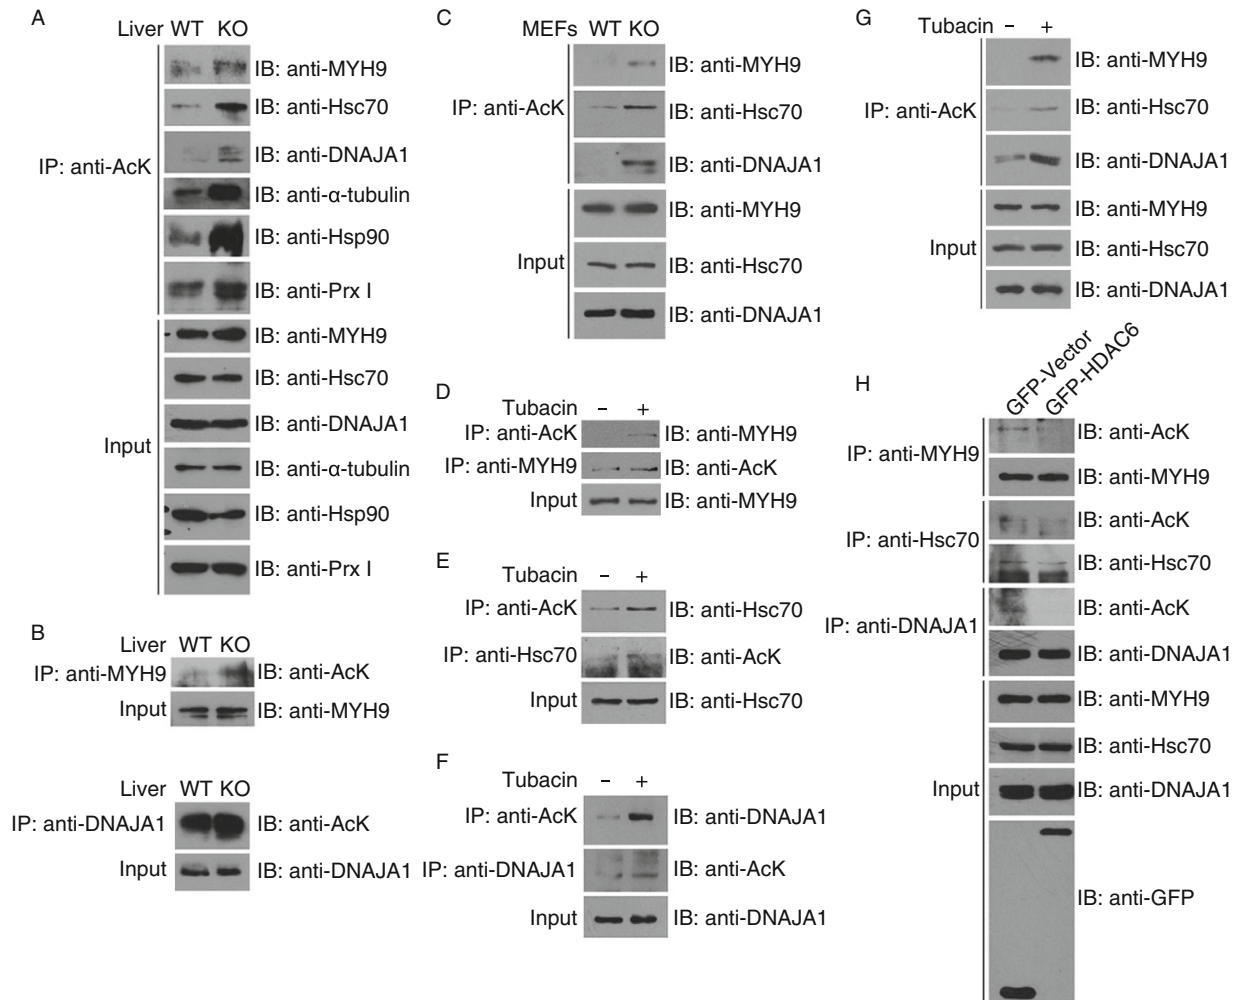 A
Liver WT KO
IB: anti-MYH9
IB: anti-Hsc70
IB: anti-DNAJA1
IP: anti-AcK
IB: anti-α-tubulin
IB: anti-Hsp90
IB: anti-Prx I
IB: anti-MYH9
IB: anti-Hsc70
IB: anti-DNAJA1
Input
IB: anti-α-tubulin
IB: anti-Hsp90
IB: anti-Prx I
B
Liver WT KO
IP: anti-MYH9 IB: anti-AcK
Input IB: anti-MYH9
Liver WT KO
IP: anti-DNAJA1 IB: anti-AcK
Input IB: anti-DNAJA1
C
MEFs WT KO
IB: anti-MYH9
IP: anti-AcK IB: anti-Hsc70
IB: anti-DNAJA1
IB: anti-MYH9
Input IB: anti-Hsc70
IB: anti-DNAJA1
D
Tubacin − +
IP: anti-AcK IB: anti-MYH9
IP: anti-MYH9 IB: anti-AcK
Input IB: anti-MYH9
E
Tubacin − +
IP: anti-AcK IB: anti-Hsc70
IP: anti-Hsc70 IB: anti-AcK
Input IB: anti-Hsc70
F
Tubacin − +
IP: anti-AcK IB: anti-DNAJA1
IP: anti-DNAJA1 IB: anti-AcK
Input IB: anti-DNAJA1
G
Tubacin − +
IB: anti-MYH9
IP: anti-AcK IB: anti-Hsc70
IB: anti-DNAJA1
IB: anti-MYH9
Input IB: anti-Hsc70
IB: anti-DNAJA1
H
GFP-Vector
GFP-HDAC6
IB: anti-AcK
IP: anti-MYH9
IB: anti-MYH9
IB: anti-AcK
IP: anti-Hsc70
IB: anti-Hsc70
IB: anti-AcK
IP: anti-DNAJA1
IB: anti-DNAJA1
IB: anti-MYH9
IB: anti-Hsc70
Input IB: anti-DNAJA1
IB: anti-GFP